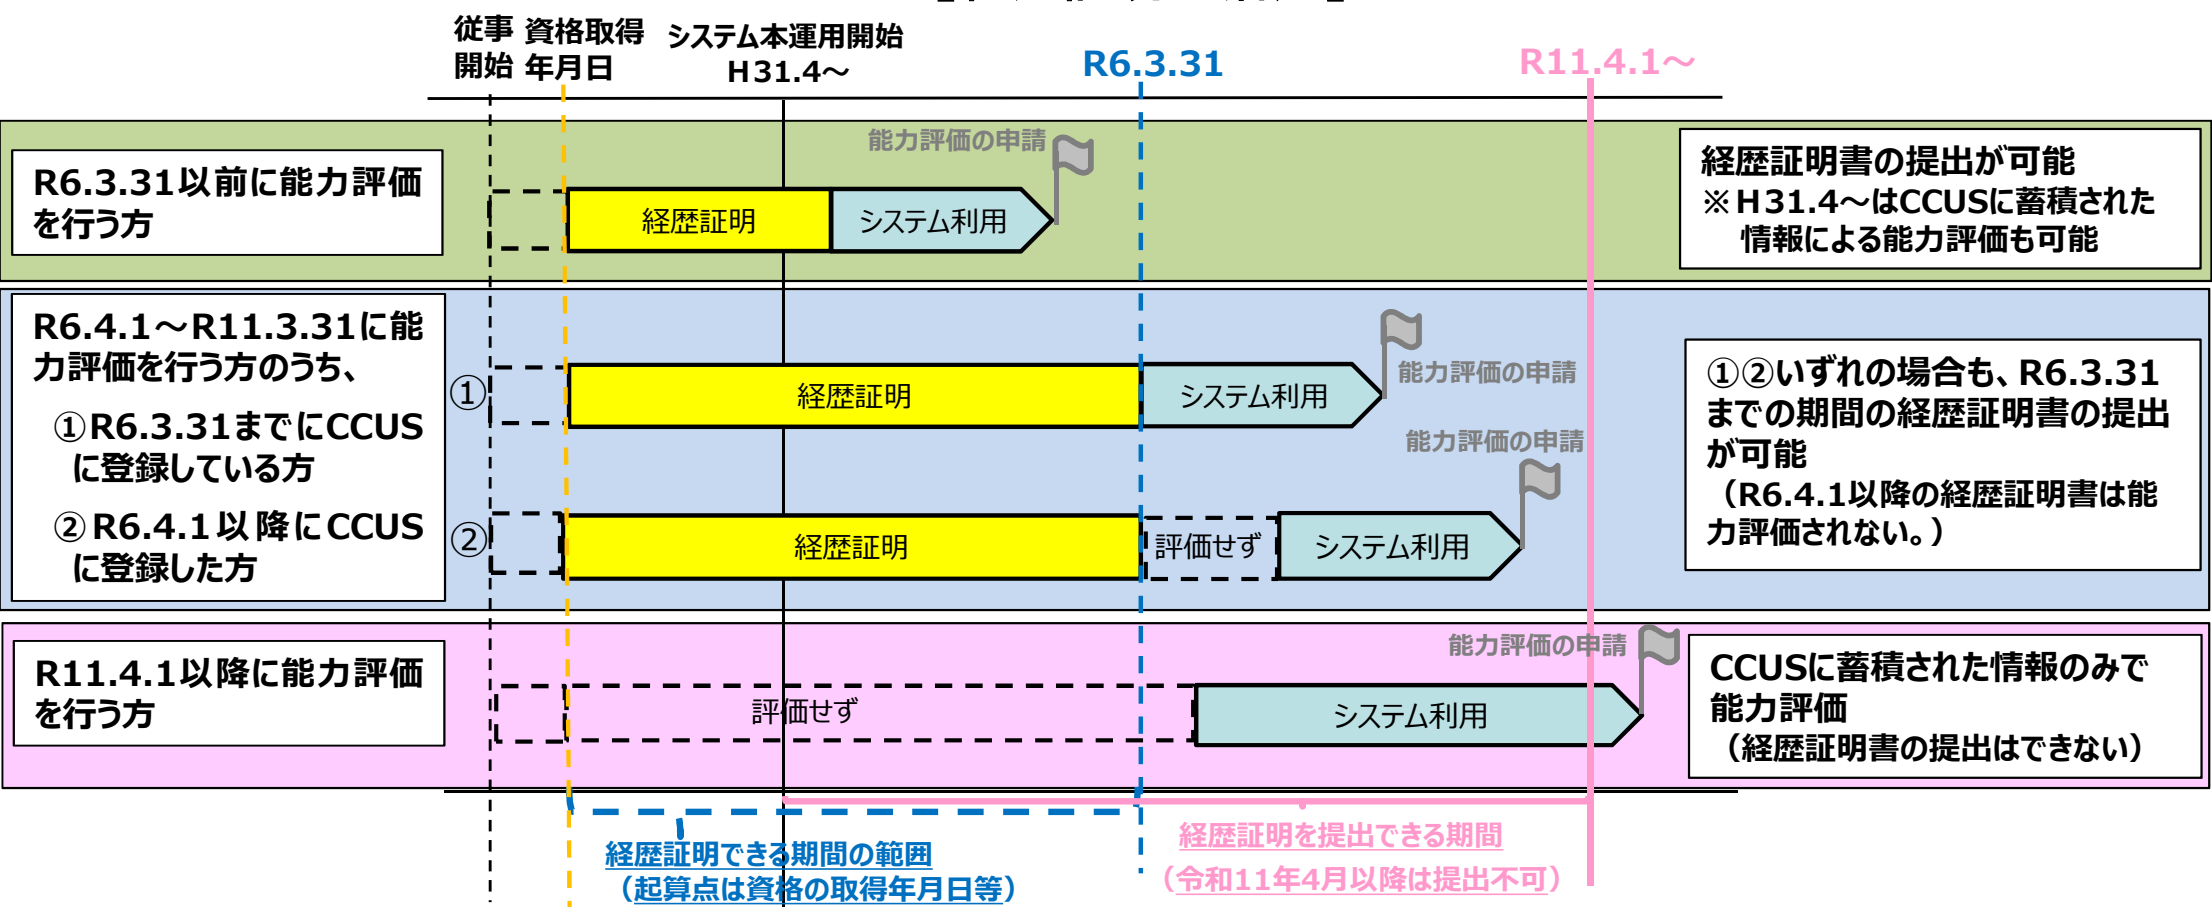 従事
開始
資格取得
年月日
システム本運用開始
H31.4～
R6.3.31
R11.4.1～
R6.3.31以前に能力評価
を行う方
経歴証明
システム利用
能力評価の申請
経歴証明書の提出が可能
※H31.4～はCCUSに蓄積された
情報による能力評価も可能
R6.4.1～R11.3.31に能
力評価を行う方のうち、
①R6.3.31までにCCUS
に登録している方
②R6.4.1以降にCCUS
に登録した方
①
経歴証明
システム利用
能力評価の申請
②
経歴証明
評価せず
システム利用
能力評価の申請
①②いずれの場合も、R6.3.31
までの期間の経歴証明書の提出
が可能
（R6.4.1以降の経歴証明書は能
力評価されない。）
R11.4.1以降に能力評価
を行う方
評価せず
システム利用
能力評価の申請
CCUSに蓄積された情報のみで
能力評価
（経歴証明書の提出はできない）
経歴証明できる期間の範囲
（起算点は資格の取得年月日等）
経歴証明を提出できる期間
（令和11年4月以降は提出不可）